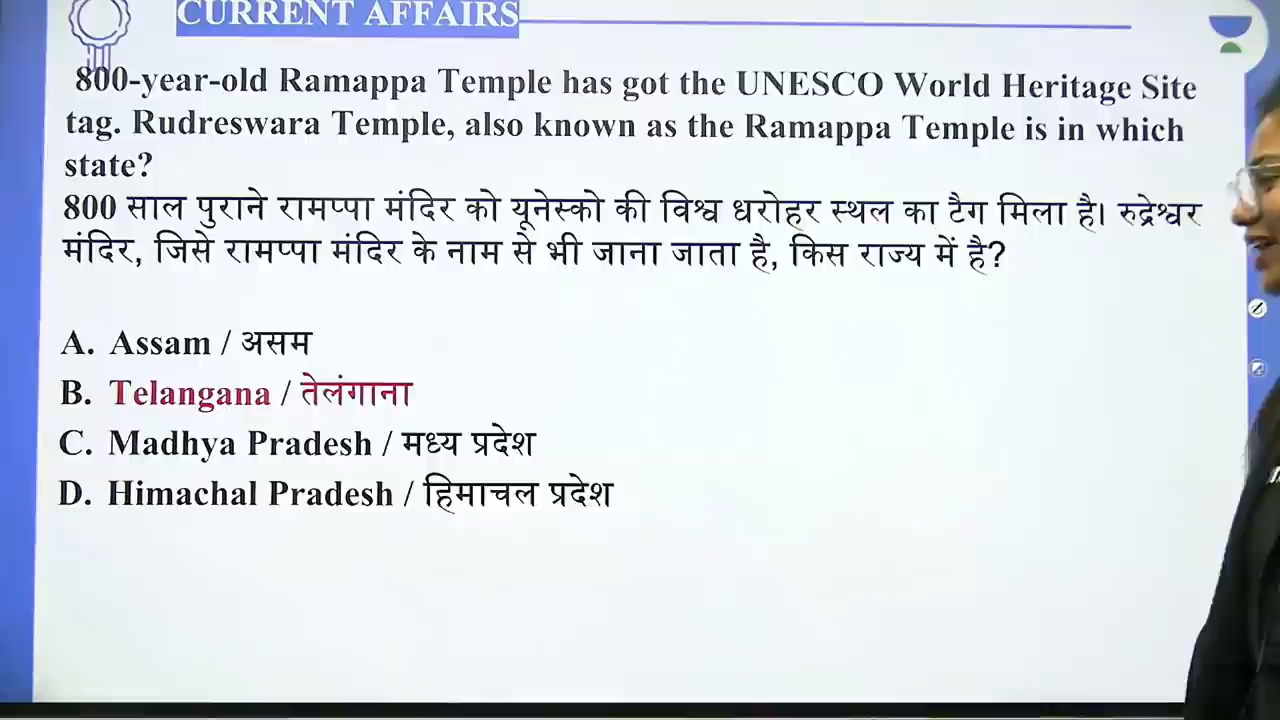 CURRENT AFFAIRS
800-year-old Ramappa Temple has got the UNESCO World Heritage Site
tag. Rudreswara Temple, also known as the Ramappa Temple is in which
state?
800 साल पुराने रामप्पा मंदिर को यूनेस्को की विश्व धरोहर स्थल का टैग मिला है। रुद्रेश्वर
मंदिर, जिसे रामप्पा मंदिर के नाम से भी जाना जाता है, किस राज्य में है?
A. Assam / असम
B. Telangana / तेलंगाना
C. Madhya Pradesh / मध्य प्रदेश
D. Himachal Pradesh / हिमाचल प्रदेश